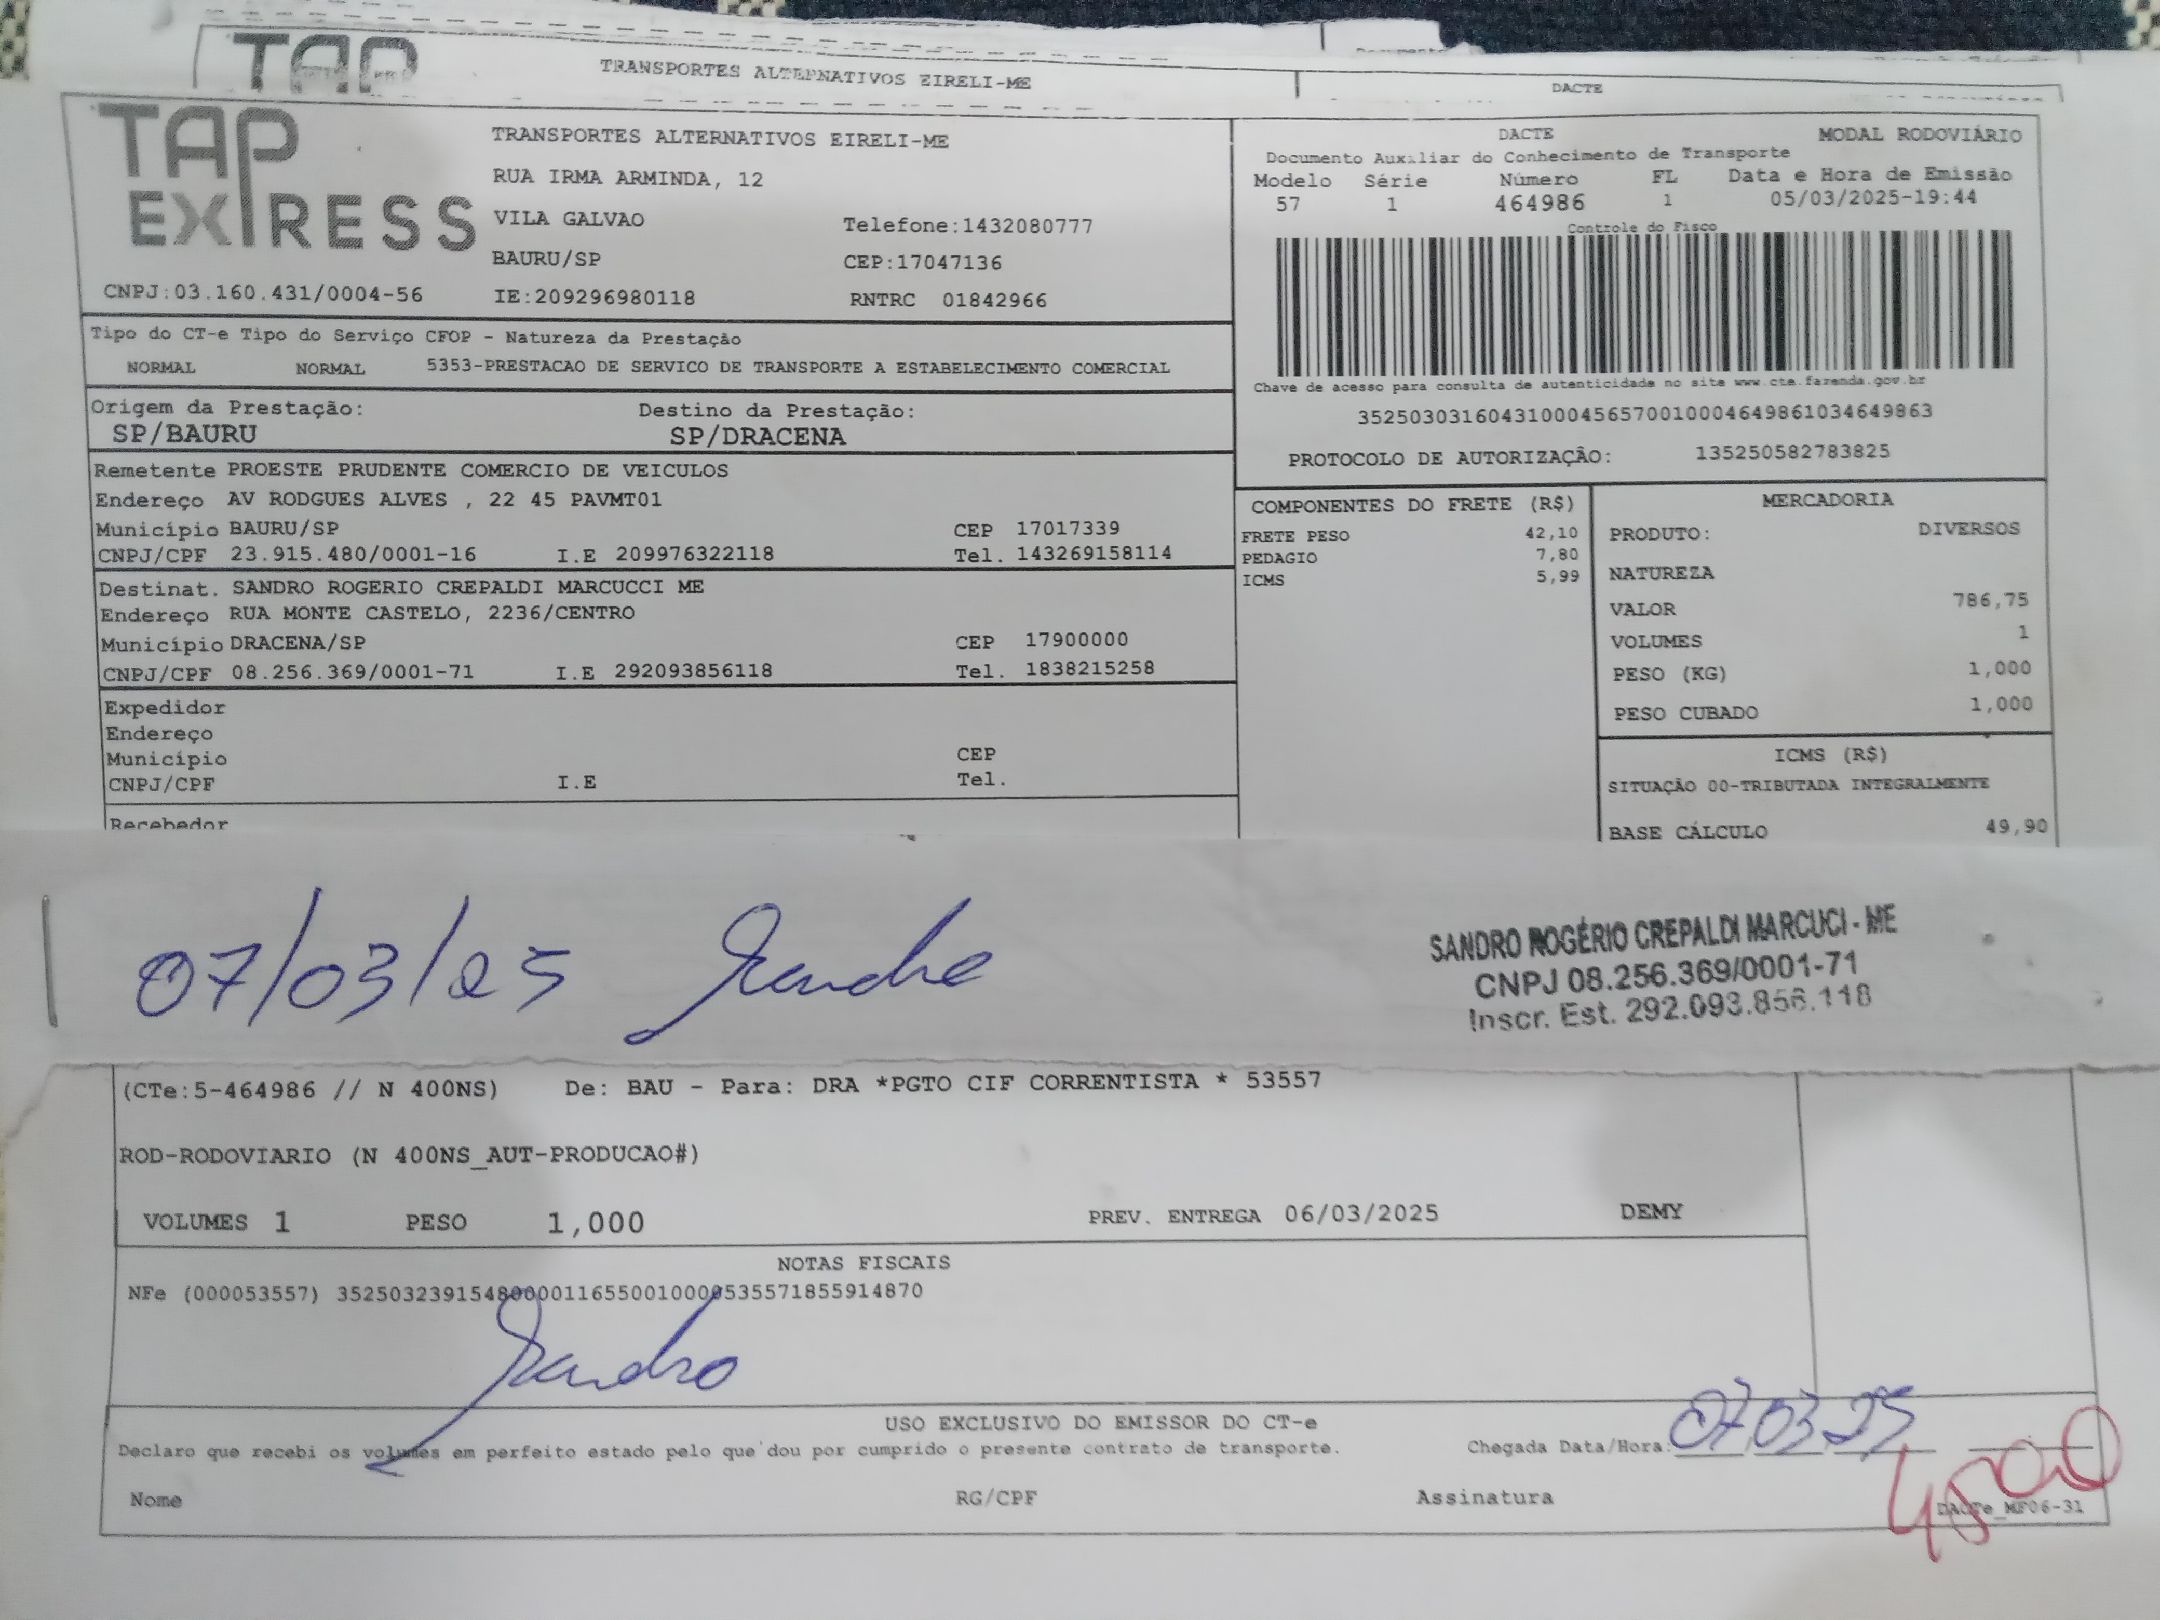 TAP
TRANSPORTES ALTERNATIVOS EIRELI-ME
DACTE
TAP EXPRESS
TRANSPORTES ALTERNATIVOS EIRELI-ME
RUA IRMA ARMINDA, 12
VILA GALVAO Telefone:1432080777
BAURU/SP CEP:17047136
CNPJ:03.160.431/0004-56 IE:209296980118 RNTRC 01842966
DACTE MODAL RODOVIÁRIO
Documento Auxiliar do Conhecimento de Transporte
Modelo Série Número FL Data e Hora de Emissão
57 1 464986 1 05/03/2025-19:44
Controle do Fisco
Chave de acesso para consulta de autenticidade no site www.cte.fazenda.gov.br
35250303160431000456570010004649861034649863
PROTOCOLO DE AUTORIZAÇÃO: 135250582783825
Tipo do CT-e Tipo do Serviço CFOP - Natureza da Prestação
NORMAL NORMAL 5353-PRESTACAO DE SERVICO DE TRANSPORTE A ESTABELECIMENTO COMERCIAL
Origem da Prestação: Destino da Prestação:
SP/BAURU SP/DRACENA
Remetente PROESTE PRUDENTE COMERCIO DE VEICULOS
Endereço AV RODGUES ALVES , 22 45 PAVMT01
Município BAURU/SP CEP 17017339
CNPJ/CPF 23.915.480/0001-16 I.E 209976322118 Tel. 143269158114
Destinat. SANDRO ROGERIO CREPALDI MARCUCCI ME
Endereço RUA MONTE CASTELO, 2236/CENTRO
Município DRACENA/SP CEP 17900000
CNPJ/CPF 08.256.369/0001-71 I.E 292093856118 Tel. 1838215258
Expedidor
Endereço
Município CEP
CNPJ/CPF I.E Tel.
Recebedor
COMPONENTES DO FRETE (R$)
FRETE PESO 42,10
PEDAGIO 7,80
ICMS 5,99
MERCADORIA
PRODUTO: DIVERSOS
NATUREZA
VALOR 786,75
VOLUMES 1
PESO (KG) 1,000
PESO CUBADO 1,000
ICMS (R$)
SITUAÇÃO 00-TRIBUTADA INTEGRALMENTE
BASE CÁLCULO 49,90
07/03/25 Sandro
SANDRO ROGÉRIO CREPALDI MARCUCI - ME
CNPJ 08.256.369/0001-71
Inscr. Est. 292.093.856.118
(CTe:5-464986 // N 400NS) De: BAU - Para: DRA *PGTO CIF CORRENTISTA * 53557
ROD-RODOVIARIO (N 400NS_AUT-PRODUCAO#)
VOLUMES 1 PESO 1,000 PREV. ENTREGA 06/03/2025 DEMY
NOTAS FISCAIS
NFe (000053557) 35250323915480000116550010000535571855914870
Sandro
USO EXCLUSIVO DO EMISSOR DO CT-e
Declaro que recebi os volumes em perfeito estado pelo que dou por cumprido o presente contrato de transporte. Chegada Data/Hora: 07 03 25
Nome RG/CPF Assinatura DACTe_MF06-31